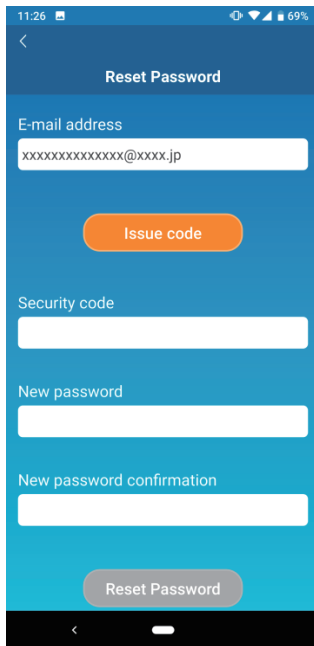 11:26 69%
Reset Password
E-mail address
xxxxxxxxxxxxxx@xxxx.jp
Issue code
Security code
New password
New password confirmation
Reset Password